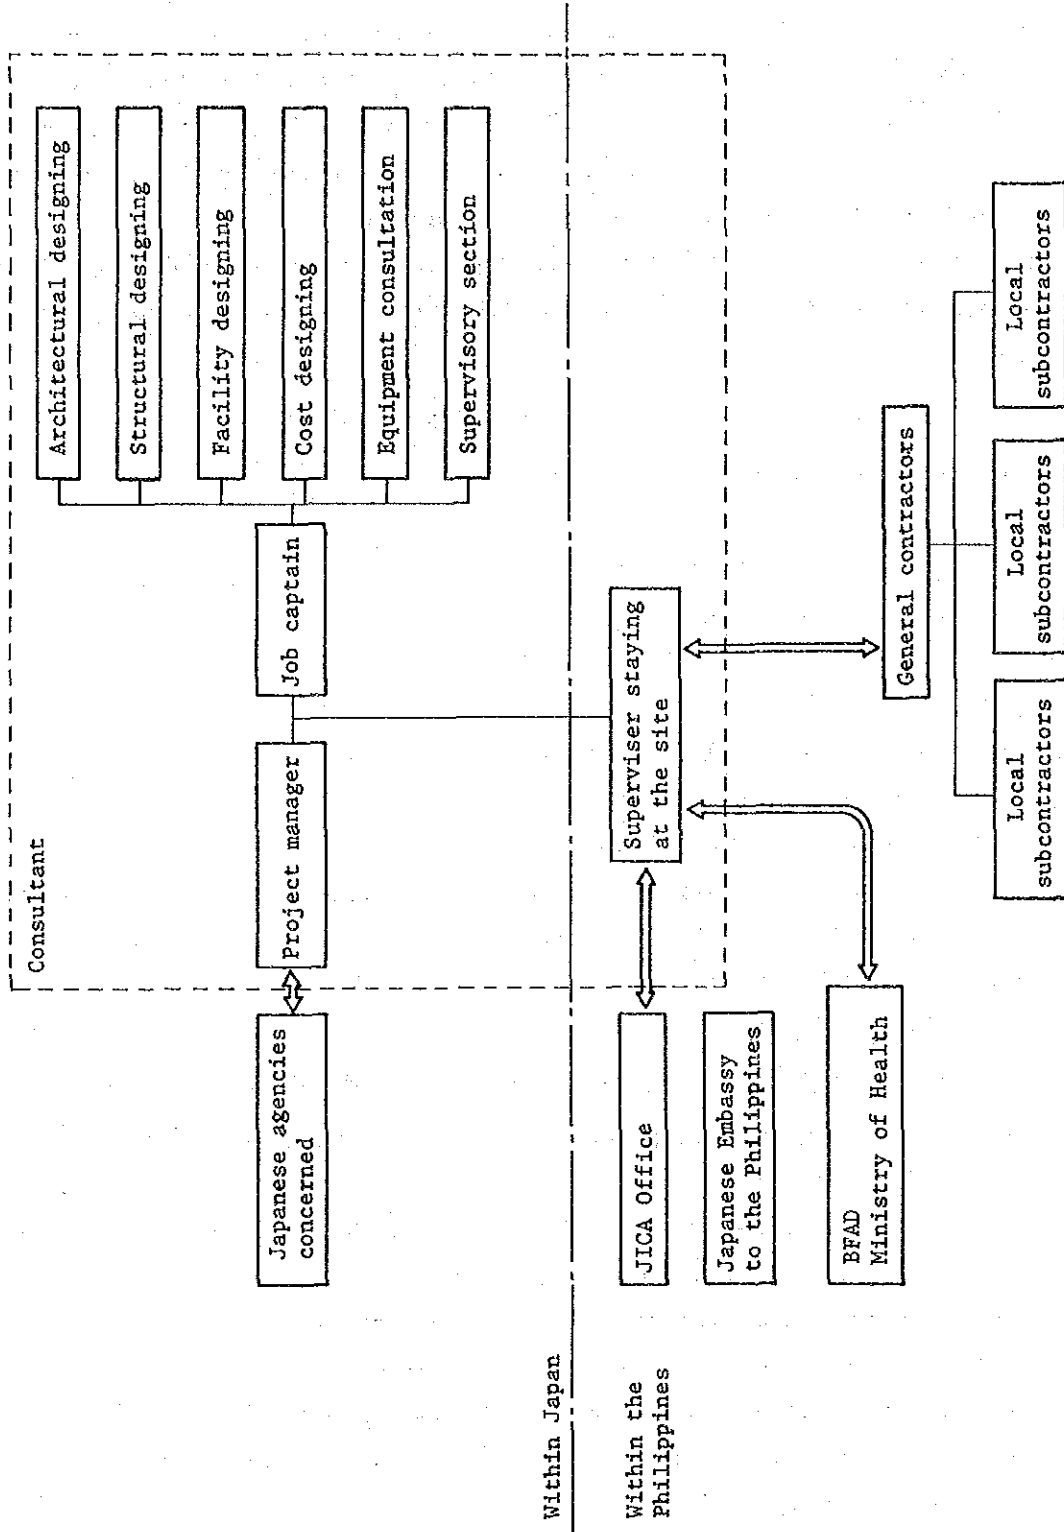 Consultant
Japanese agencies
concerned
Project manager
Job captain
Architectural designing
Structural designing
Facility designing
Cost designing
Equipment consultation
Supervisory section
Within Japan
Within the
Philippines
JICA Office
Japanese Embassy
to the Philippines
BFAD
Ministry of Health
Superviser staying
at the site
General contractors
Local
subcontractors
Local
subcontractors
Local
subcontractors